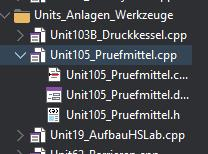 Units_Anlagen_Werkzeuge
Unit103B_Druckkessel.cpp
Unit105_Pruefmittel.cpp
Unit105_Pruefmittel.c...
Unit105_Pruefmittel.d...
Unit105_Pruefmittel.h
Unit19_AufbauHSLab.cpp